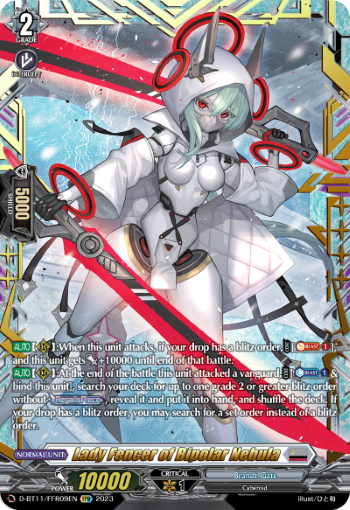 2
GRADE
INTERCEPT
5000
SHIELD
AUTO :When this unit attacks, if your drop has a blitz order, COST BLAST 1
and this unit gets +10000 until end of that battle.
AUTO :At the end of the battle this unit attacked a vanguard, COST BLAST 1 &
bind this unit), search your deck for up to one grade 2 or greater blitz order
without , reveal it and put it into hand, and shuffle the deck. If
your drop has a blitz order, you may search for a set order instead of a blitz
order.
NORMAL UNIT
Lady Fencer of Bipolar Nebula
POWER 10000
CRITICAL
1
Brandt Gate
Cyberoid
D-BT11/FFR09EN FFR 2023
illust/ひと和